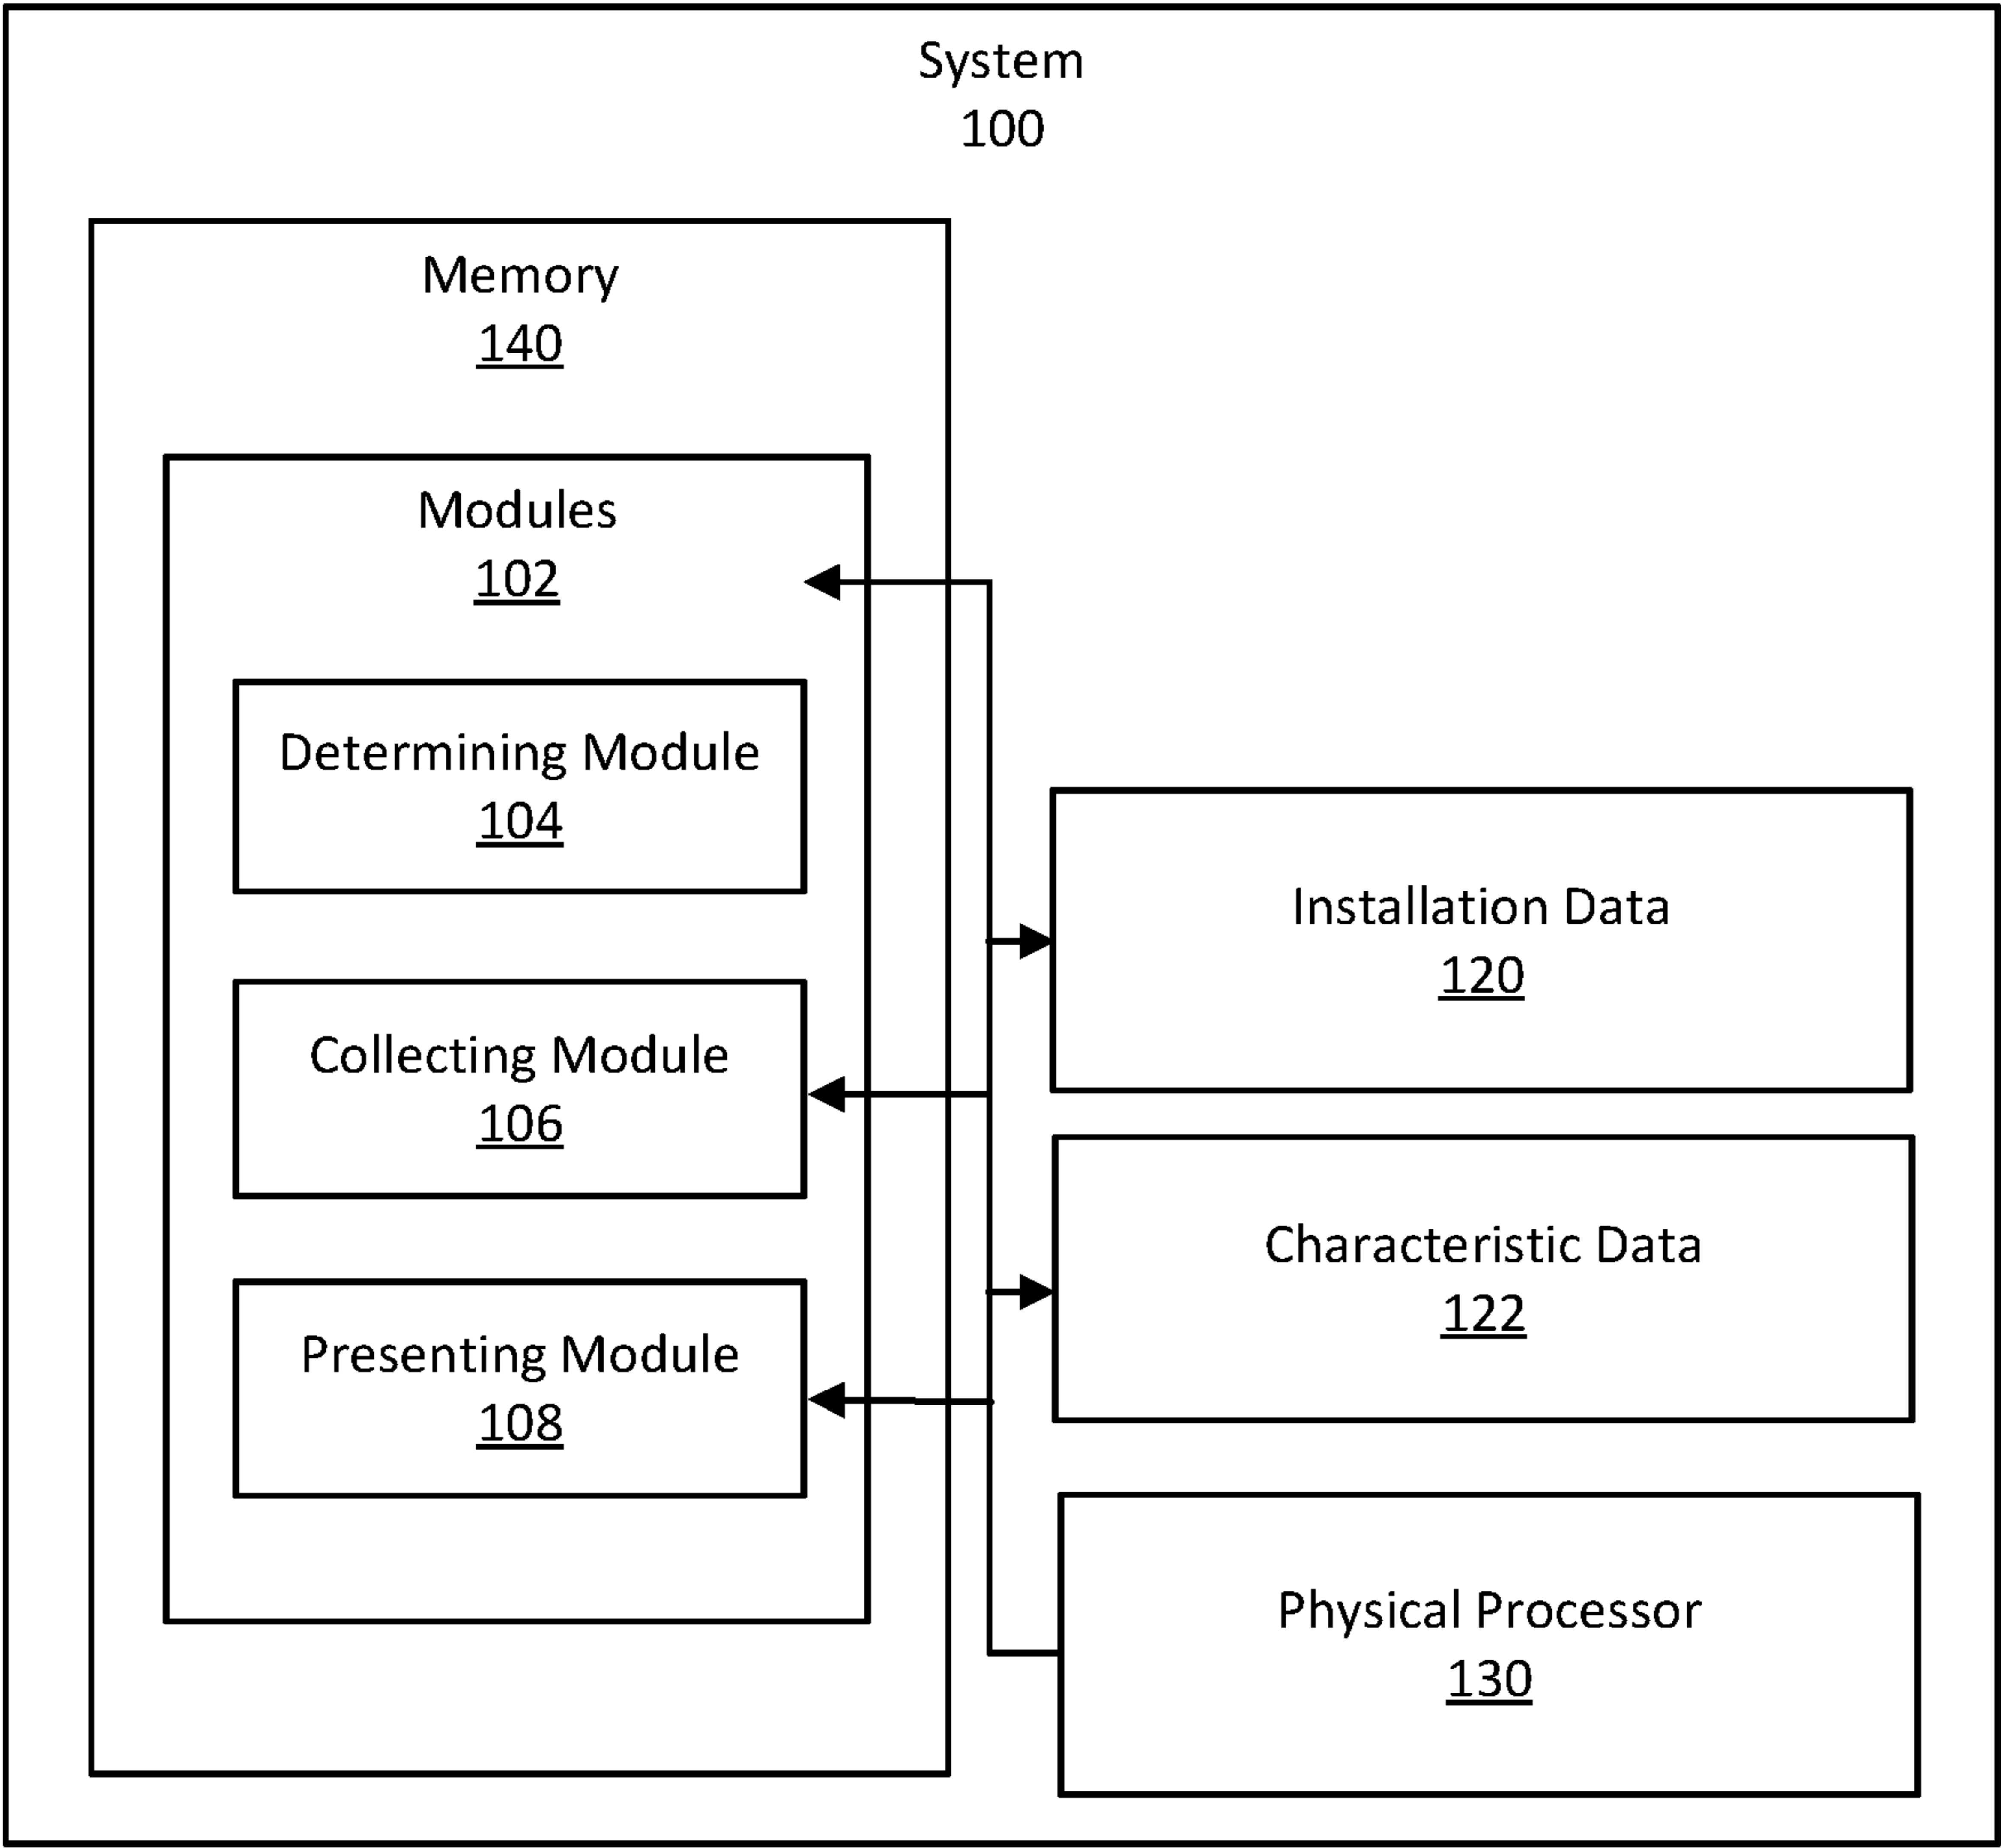 System
100
Memory
140
Modules
102
Determining Module
104
Collecting Module
106
Presenting Module
108
Installation Data
120
Characteristic Data
122
Physical Processor
130